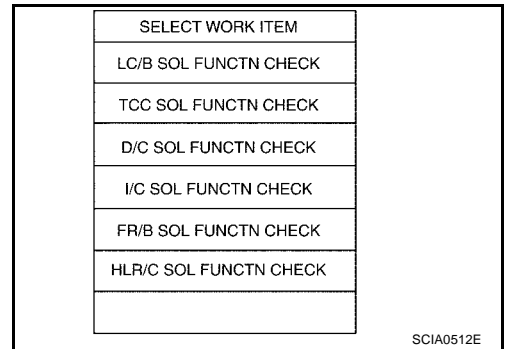 SELECT WORK ITEM
LC/B SOL FUNCTN CHECK
TCC SOL FUNCTN CHECK
D/C SOL FUNCTN CHECK
I/C SOL FUNCTN CHECK
FR/B SOL FUNCTN CHECK
HLR/C SOL FUNCTN CHECK
SCIA0512E